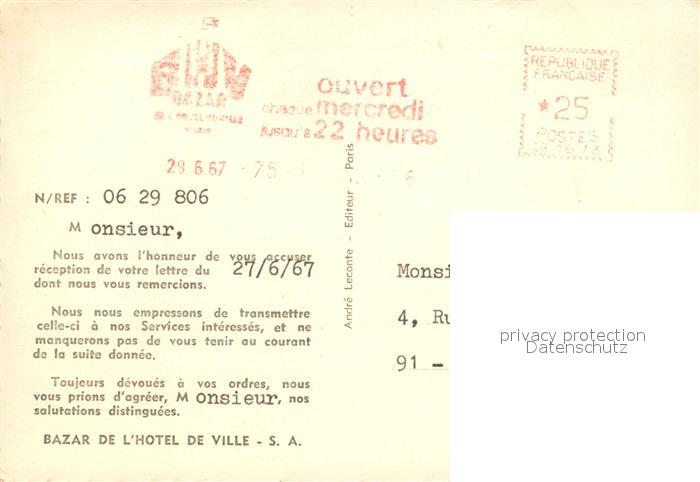 BHV
BAZAR
ouvert
chaque mercredi
jusqu'à 22 heures
REPUBLIQUE
FRANCAISE
*25
POSTES
29.6.67 - 75
N/REF : 06 29 806
Monsieur,
Nous avons l'honneur de vous accuser
réception de votre lettre du 27/6/67
dont nous vous remercions.
Nous nous empressons de transmettre
celle-ci à nos Services intéressés, et ne
manquerons pas de vous tenir au courant
de la suite donnée.
Toujours dévoués à vos ordres, nous
vous prions d'agréer, Monsieur, nos
salutations distinguées.
BAZAR DE L'HOTEL DE VILLE - S. A.
André Leconte - Editeur - Paris
Monsi
4, Ru
91 -
privacy protection
Datenschutz